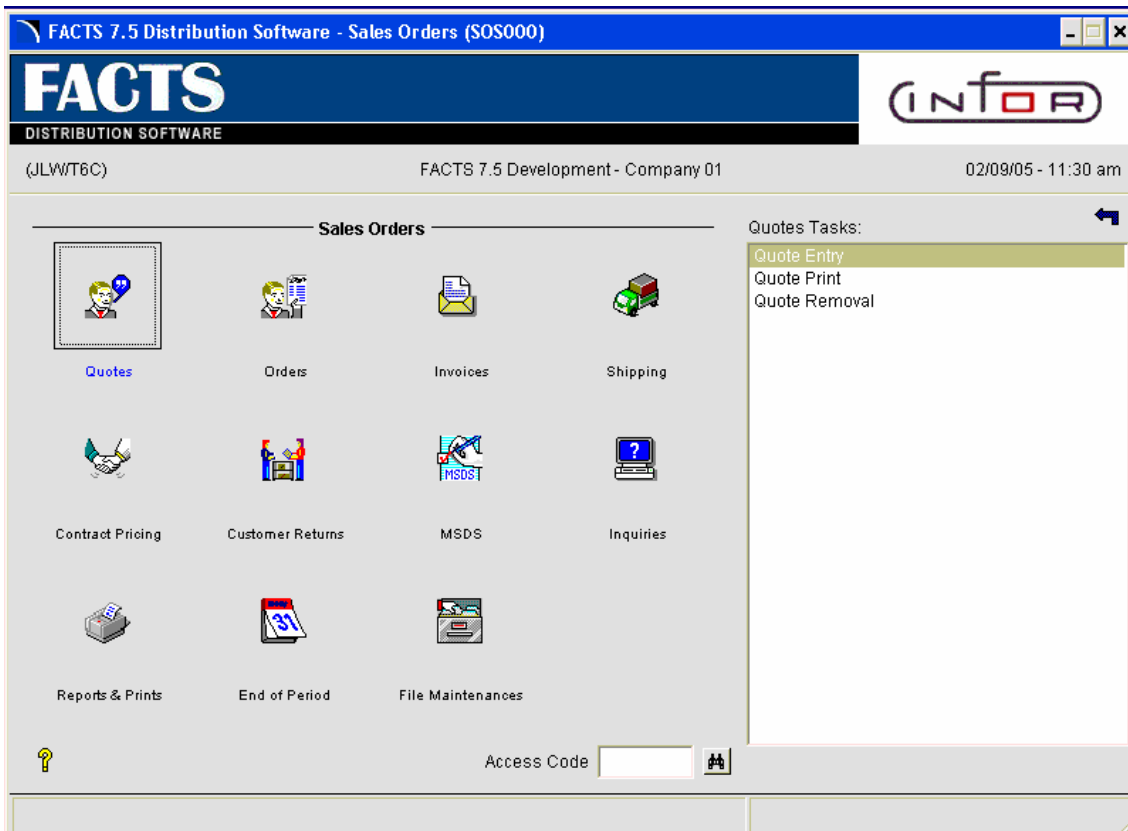 FACTS 7.5 Distribution Software - Sales Orders (SOS000)
FACTS
DISTRIBUTION SOFTWARE
infor
(JLW/T6C) FACTS 7.5 Development - Company 01 02/09/05 - 11:30 am
Sales Orders
Quotes Orders Invoices Shipping
MSDS
?
Contract Pricing Customer Returns MSDS Inquiries
31
Reports & Prints End of Period File Maintenances
?
Access Code
Quotes Tasks:
Quote Entry
Quote Print
Quote Removal